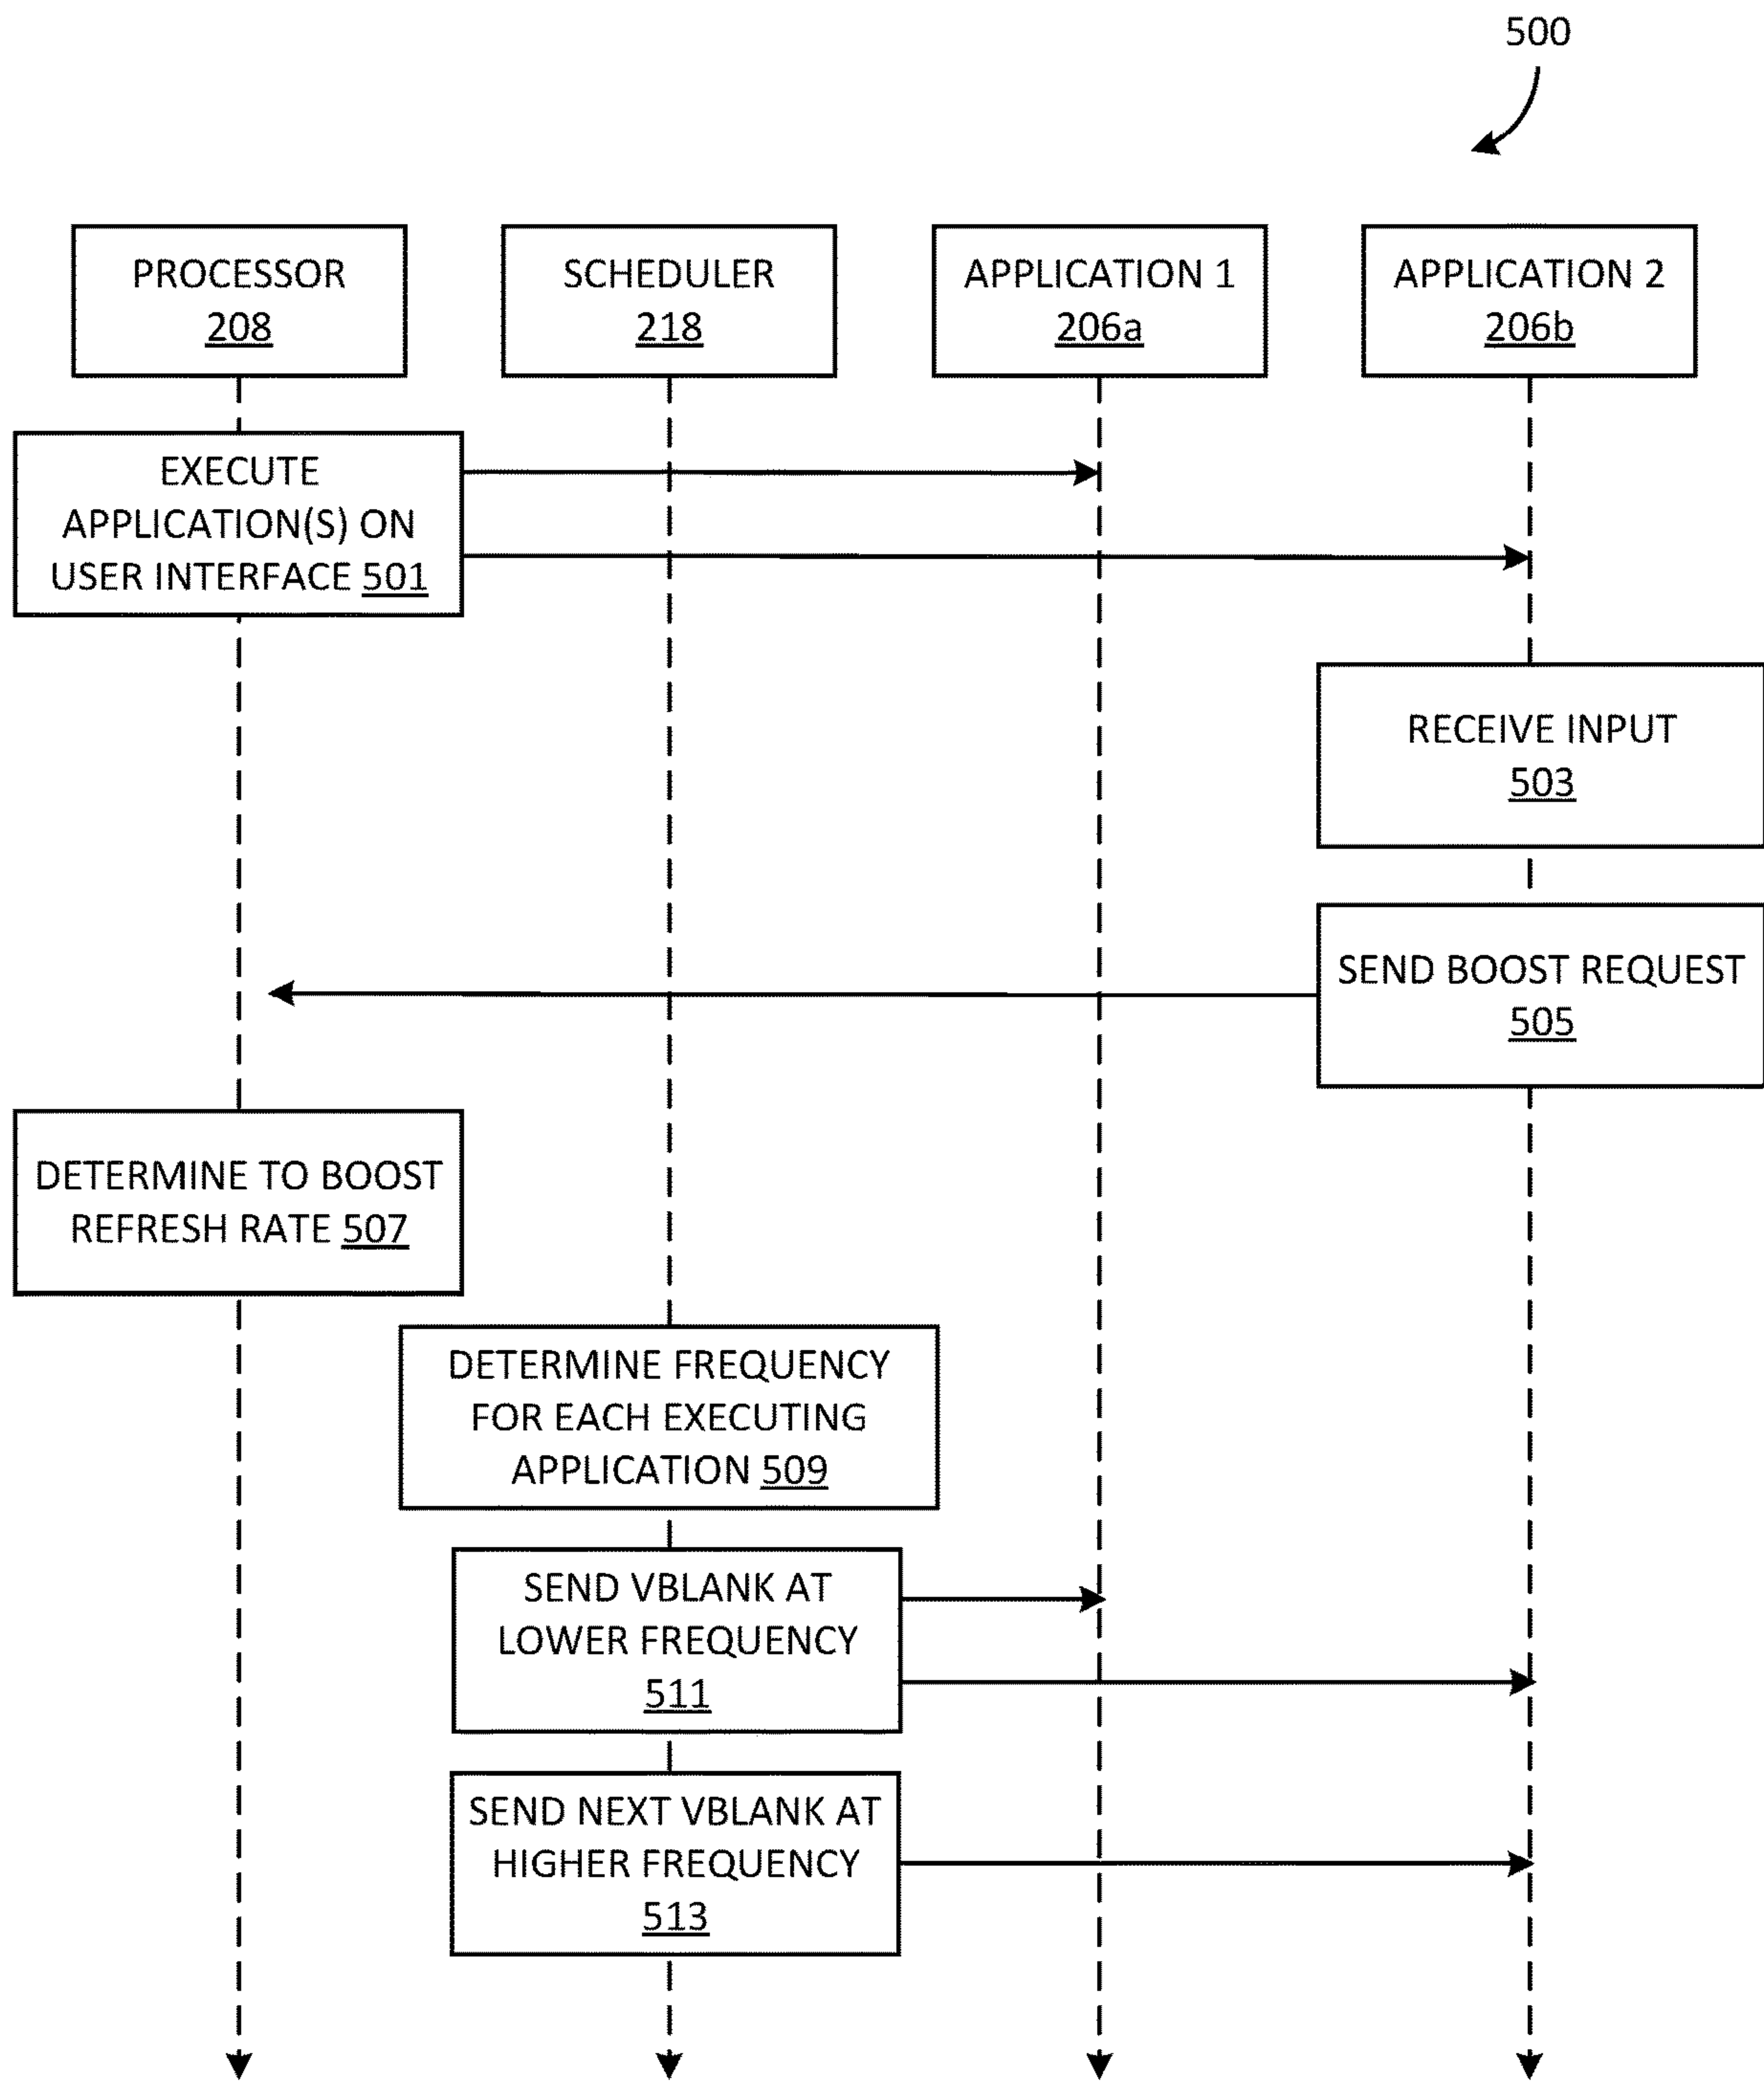 500
PROCESSOR
208
SCHEDULER
218
APPLICATION 1
206a
APPLICATION 2
206b
EXECUTE
APPLICATION(S) ON
USER INTERFACE 501
RECEIVE INPUT
503
SEND BOOST REQUEST
505
DETERMINE TO BOOST
REFRESH RATE 507
DETERMINE FREQUENCY
FOR EACH EXECUTING
APPLICATION 509
SEND VBLANK AT
LOWER FREQUENCY
511
SEND NEXT VBLANK AT
HIGHER FREQUENCY
513